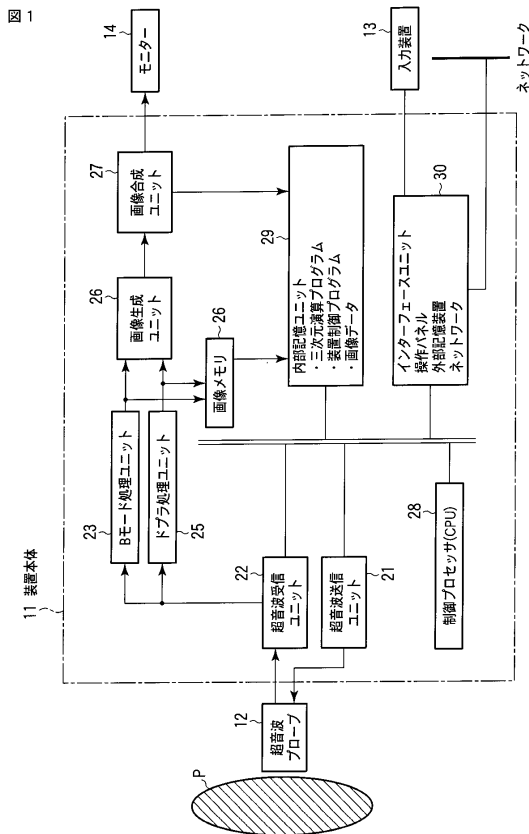 図1
11 装置本体
P
12
超音波
プローブ
22
超音波受信
ユニット
超音波送信
ユニット
21
23
Bモード処理ユニット
ドプラ処理ユニット
25
26
画像生成
ユニット
27
画像合成
ユニット
14
モニター
画像メモリ
26
29
内部記憶ユニット
・三次元演算プログラム
・装置制御プログラム
・画像データ
28
制御プロセッサ(CPU)
30
インターフェースユニット
操作パネル
外部記憶装置
ネットワーク
13
入力装置
ネットワーク